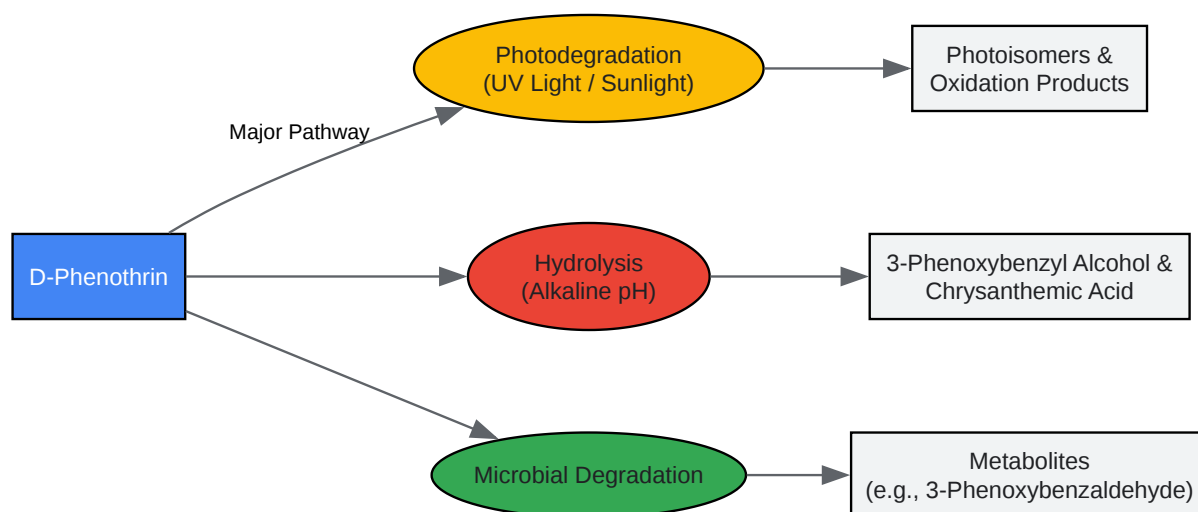 Photodegradation
(UV Light / Sunlight)
Photoisomers &
Oxidation Products
Major Pathway
D-Phenothrin
Hydrolysis
(Alkaline pH)
3-Phenoxybenzyl Alcohol &
Chrysanthemic Acid
Microbial Degradation
Metabolites
(e.g., 3-Phenoxybenzaldehyde)